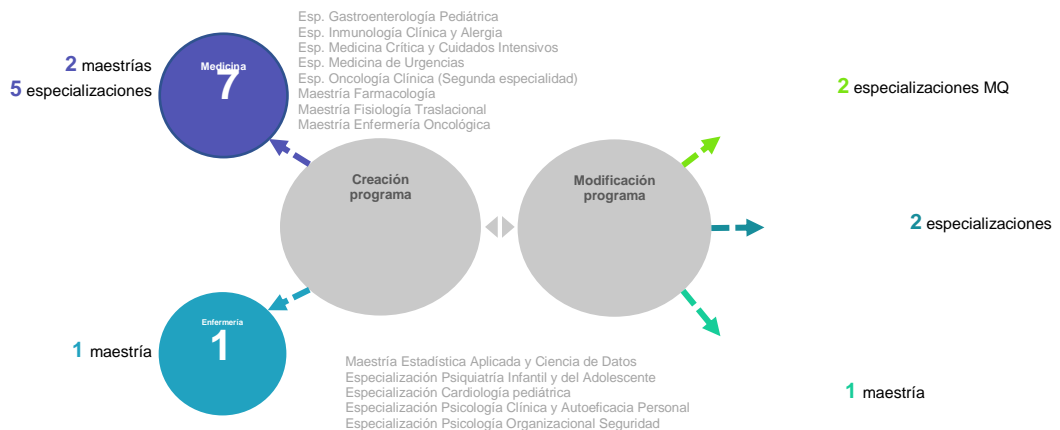 Esp. Gastroenterología Pediátrica
Esp. Inmunología Clínica y Alergia
Esp. Medicina Crítica y Cuidados Intensivos
Esp. Medicina de Urgencias
Esp. Oncología Clínica (Segunda especialidad)
Maestría Farmacología
Maestría Fisiología Traslacional
Maestría Enfermería Oncológica
2 maestrías
5 especializaciones
Medicina
7
2 especializaciones MQ
Creación
programa
Modificación
programa
2 especializaciones
Enfermería
1
1 maestría
Maestría Estadística Aplicada y Ciencia de Datos
Especialización Psiquiatría Infantil y del Adolescente
Especialización Cardiología pediátrica
Especialización Psicología Clínica y Autoeficacia Personal
Especialización Psicología Organizacional Seguridad
1 maestría